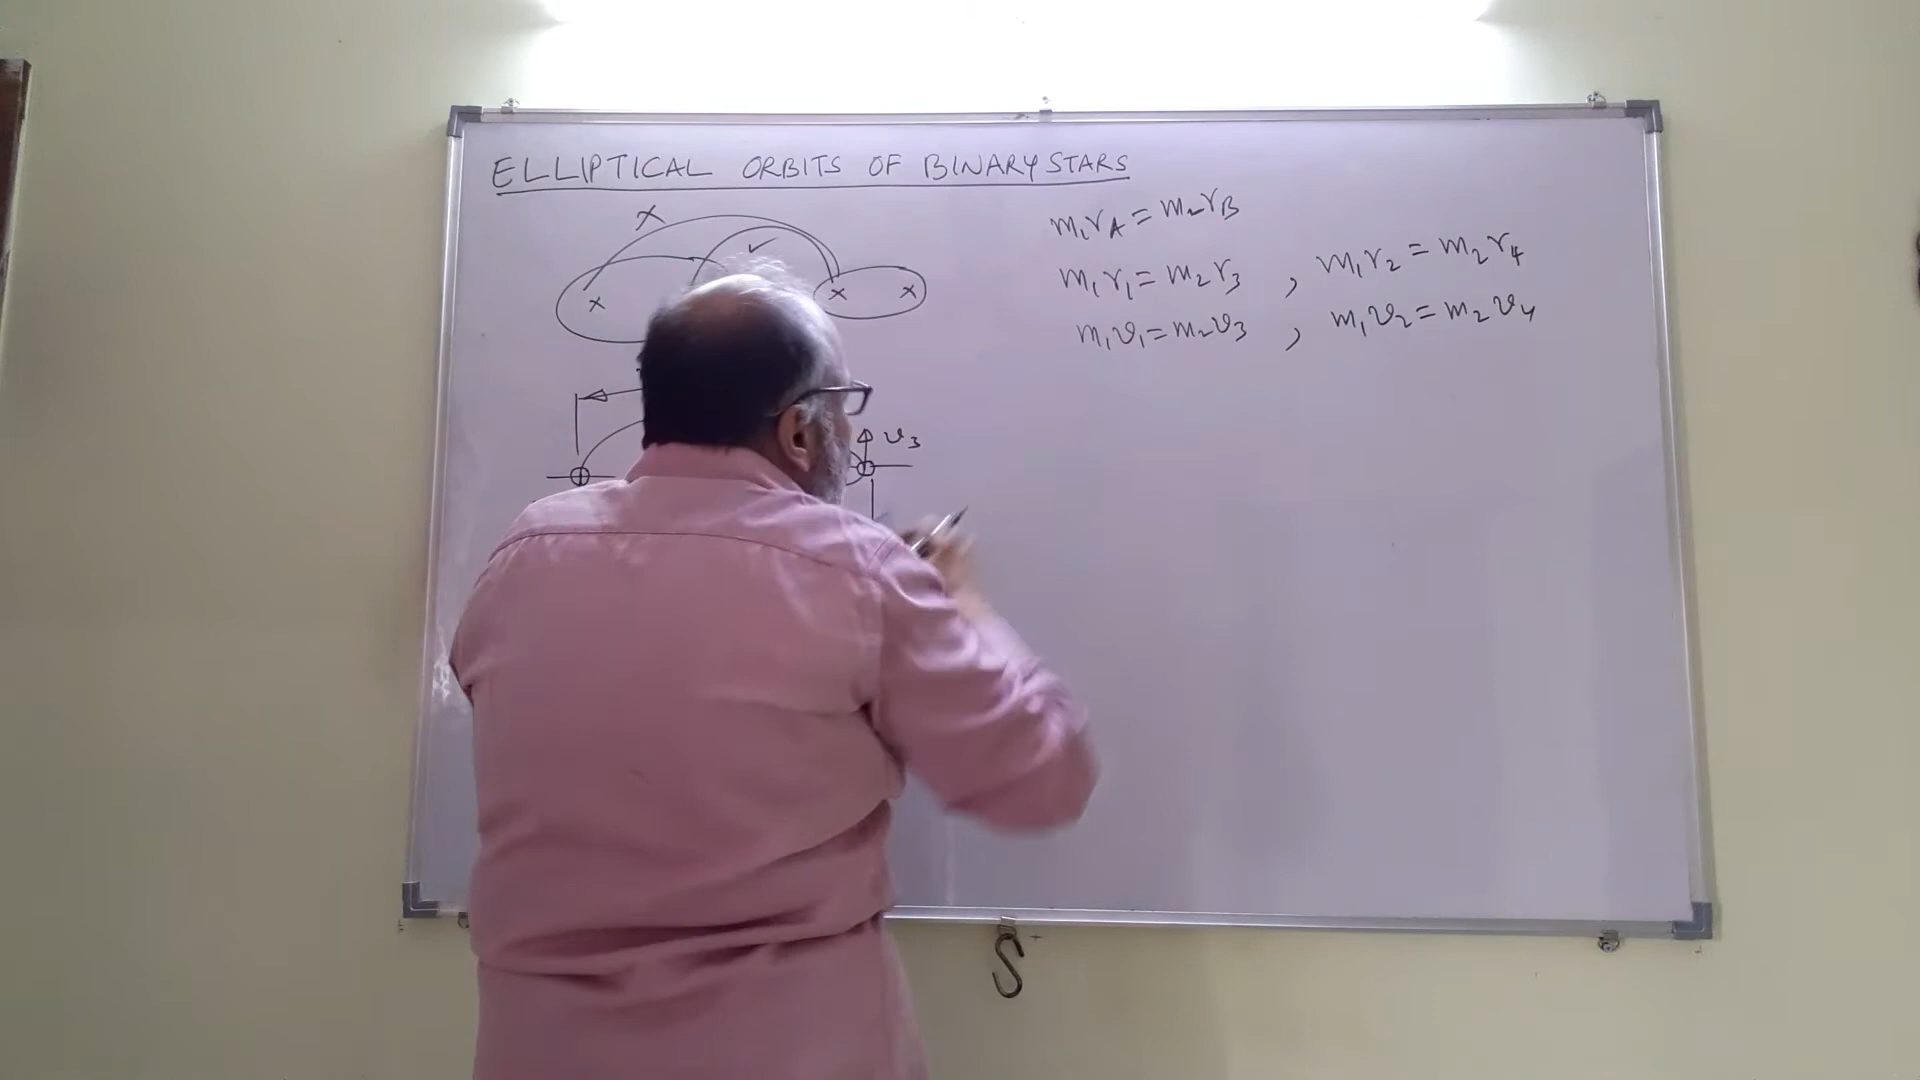 ELLIPTICAL ORBITS OF BINARY STARS
m₁r_A = m₂r_B
m₁r₁ = m₂r₃ , m₁r₂ = m₂r₄
m₁v₁ = m₂v₃ , m₁v₂ = m₂v₄
v₃